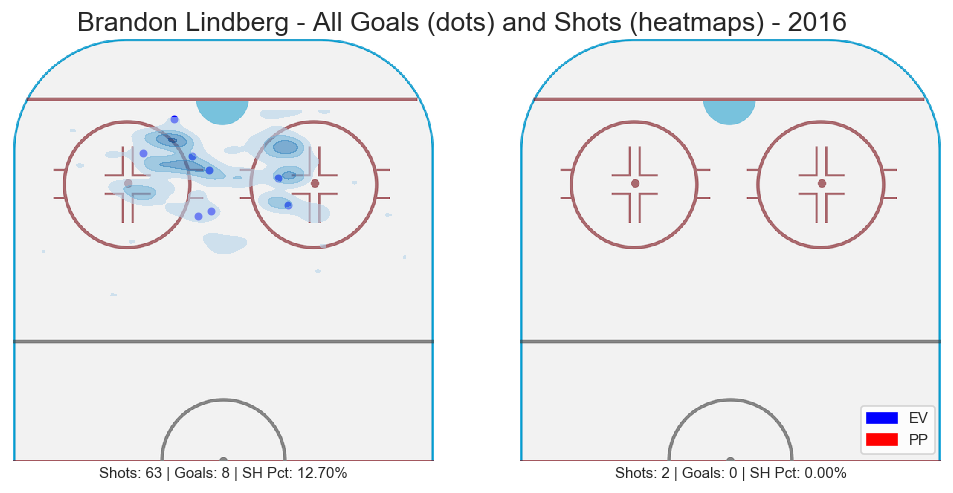 Brandon Lindberg - All Goals (dots) and Shots (heatmaps) - 2016
EV
PP
Shots: 63 | Goals: 8 | SH Pct: 12.70%
Shots: 2 | Goals: 0 | SH Pct: 0.00%